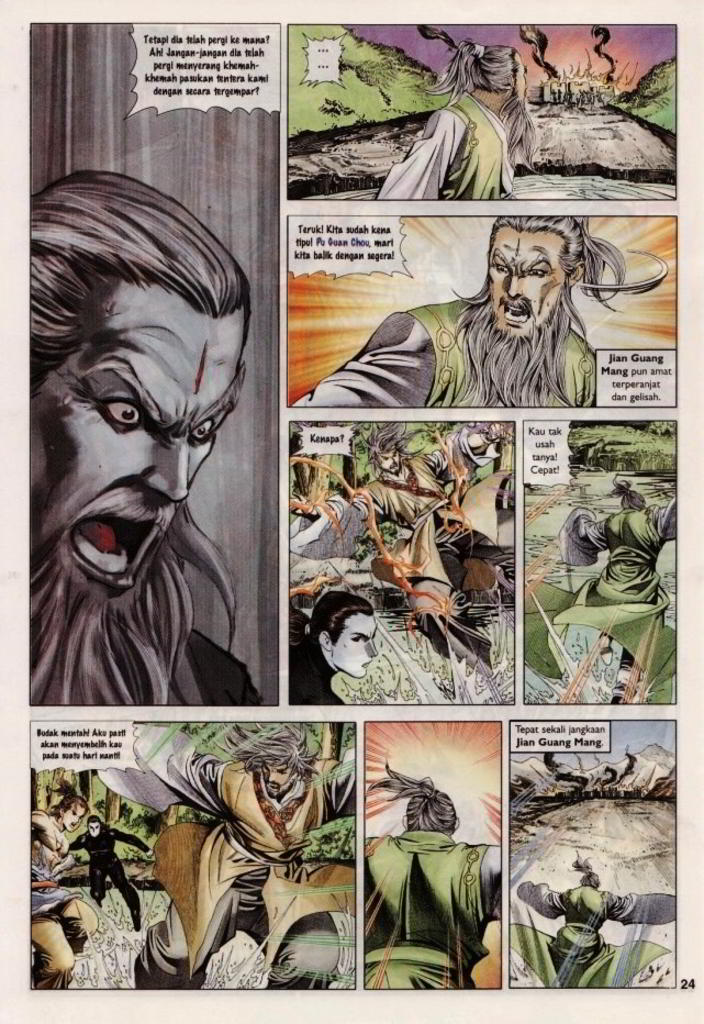 Tetapi dia telah pergi ke mana?
Ah! Jangan-jangan dia telah
pergi menyerang khemah-
khemah pasukan tentera kami
dengan secara tergempar?
...
...
Teruk! Kita sudah kena
tipu! Pu Guan Chou, mari
kita balik dengan segera!
Jian Guang
Mang pun amat
terperanjat
dan gelisah.
Kenapa?
Kau tak
usah
tanya!
Cepat!
Budak mentah! Aku pasti
akan menyembelih kau
pada suatu hari nanti!
Tepat sekali jangkaan
Jian Guang Mang.
24